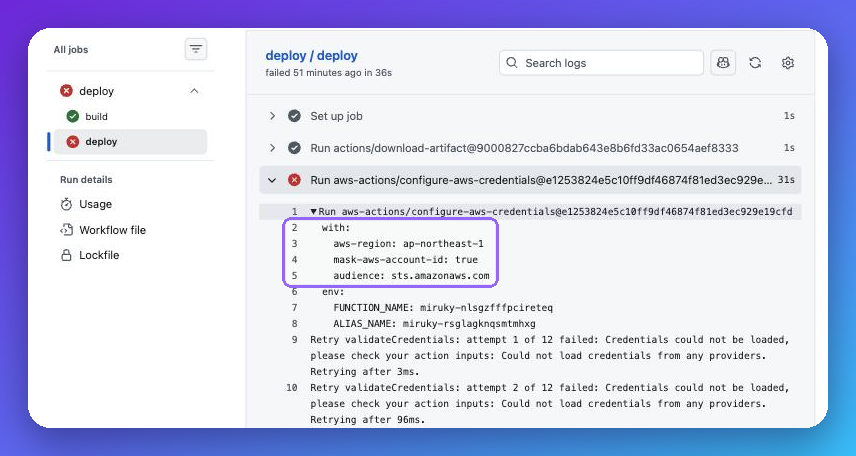 All jobs
deploy
build
deploy
Run details
Usage
Workflow file
Lockfile
deploy / deploy
failed 51 minutes ago in 36s
Search logs
Set up job 1s
Run actions/download-artifact@9000827ccba6bdab643e8b6fd33ac0654aef8333 1s
Run aws-actions/configure-aws-credentials@e1253824e5c10ff9df46874f81ed3ec929e... 31s
1 ▼Run aws-actions/configure-aws-credentials@e1253824e5c10ff9df46874f81ed3ec929e19cfd
2 with:
3 aws-region: ap-northeast-1
4 mask-aws-account-id: true
5 audience: sts.amazonaws.com
6 env:
7 FUNCTION_NAME: miruky-nlsgzfffpcireteq
8 ALIAS_NAME: miruky-rsglagknqsmtmhxg
9 Retry validateCredentials: attempt 1 of 12 failed: Credentials could not be loaded,
please check your action inputs: Could not load credentials from any providers.
Retrying after 3ms.
10 Retry validateCredentials: attempt 2 of 12 failed: Credentials could not be loaded,
please check your action inputs: Could not load credentials from any providers.
Retrying after 96ms.